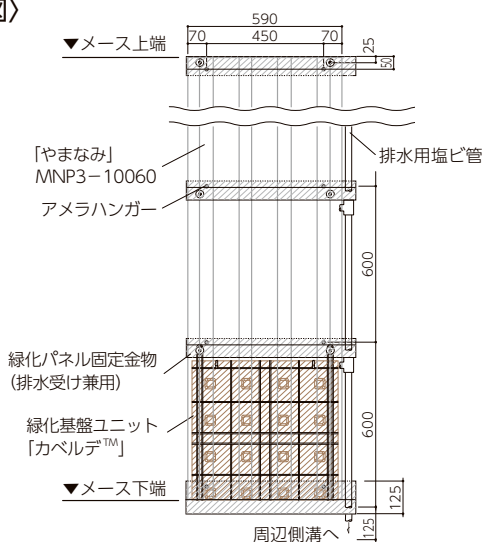 図〉
590
70 450 70
▼メース上端
25
50
「やまなみ」
MNP3−10060
排水用塩ビ管
アメラハンガー
600
緑化パネル固定金物
(排水受け兼用)
緑化基盤ユニット
「カベルデ™」
600
▼メース下端
125
周辺側溝へ
125